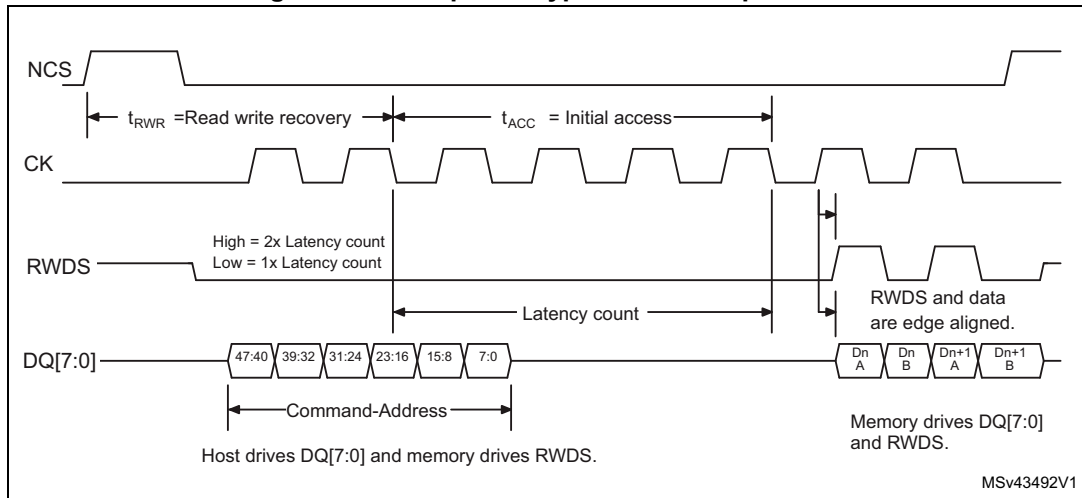 NCS
t_RWR =Read write recovery
t_ACC = Initial access
CK
High = 2x Latency count
Low = 1x Latency count
RWDS
RWDS and data
are edge aligned.
Latency count
DQ[7:0]
47:40 39:32 31:24 23:16 15:8 7:0
Dn A
Dn B
Dn+1 A
Dn+1 B
Command-Address
Memory drives DQ[7:0]
and RWDS.
Host drives DQ[7:0] and memory drives RWDS.
MSv43492V1